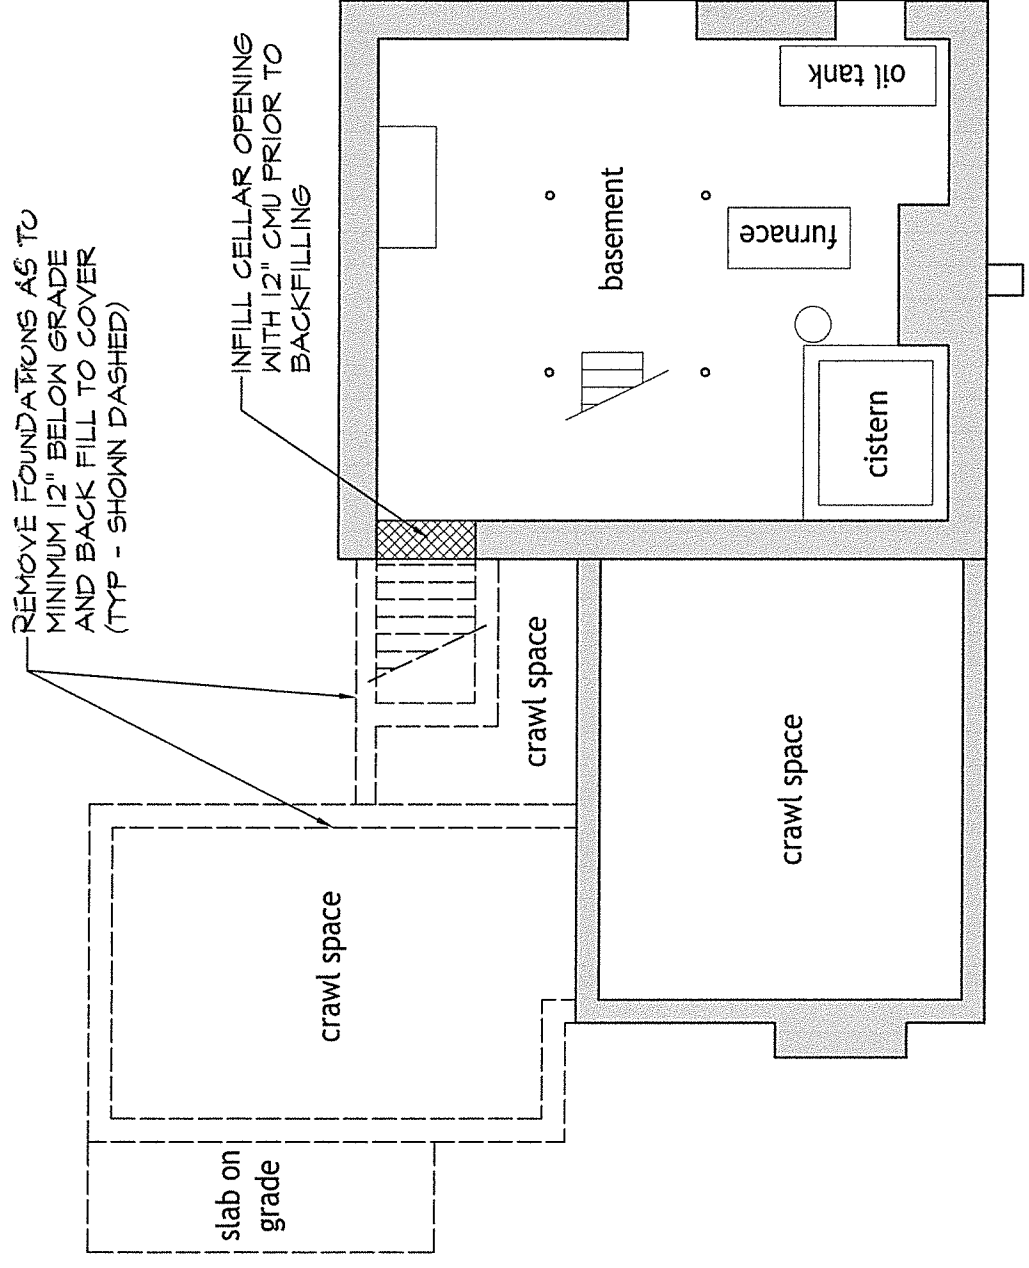 REMOVE FOUNDATIONS AS TO
MINIMUM 12" BELOW GRADE
AND BACK FILL TO COVER
(TYP - SHOWN DASHED)
INFILL CELLAR OPENING
WITH 12" CMU PRIOR TO
BACKFILLING
slab on
grade
crawl space
crawl space
crawl space
basement
cistern
furnace
oil tank